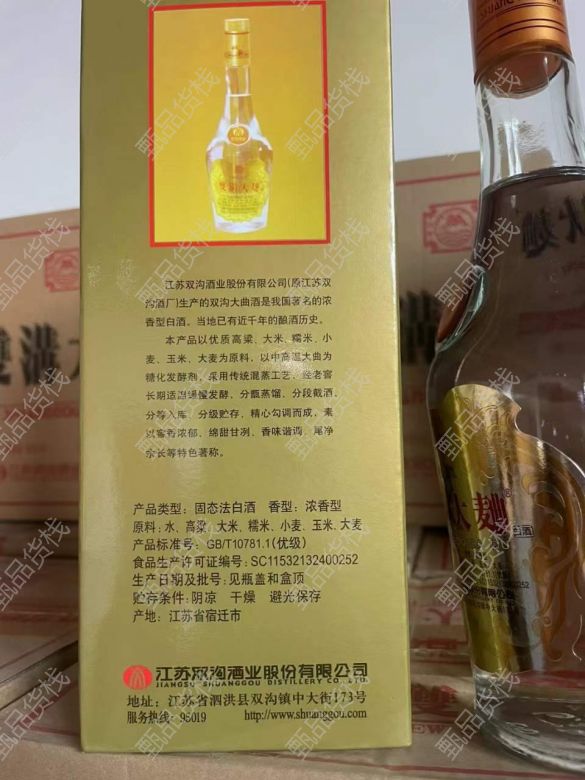 雙溝大麯
江苏双沟酒业股份有限公司(原江苏双
沟酒厂)生产的双沟大曲酒是我国著名的浓
香型白酒。当地已有近千年的酿酒历史。
本产品以优质高梁、大米、糯米、小
麦、玉米、大麦为原料，以中高温大曲为
糖化发酵剂，采用传统混蒸工艺，经老窖
长期适温缓慢发酵、分甑蒸馏、分段截酒、
分等入库、分级贮存，精心勾调而成，素
以窖香浓郁、绵甜甘冽、香味谐调、尾净
余长等特色著称。
产品类型：固态法白酒 香型：浓香型
原料：水、高梁、大米、糯米、小麦、玉米、大麦
产品标准号：GB/T10781.1(优级)
食品生产许可证编号：SC11532132400252
生产日期及批号：见瓶盖和盒顶
贮存条件：阴凉 干燥 避光保存
产地：江苏省宿迁市
江苏双沟酒业股份有限公司
JIANGSU SHUANGGOU DISTILLERY CO.,LTD.
地址：江苏省泗洪县双沟镇中大街173号
服务热线：95019 http://www.shuanggou.com
大麯®
白酒
甄品货栈